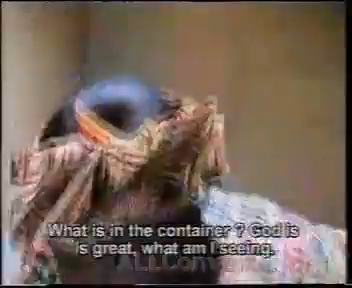 What is in the container ? God is
is great, what am I seeing.